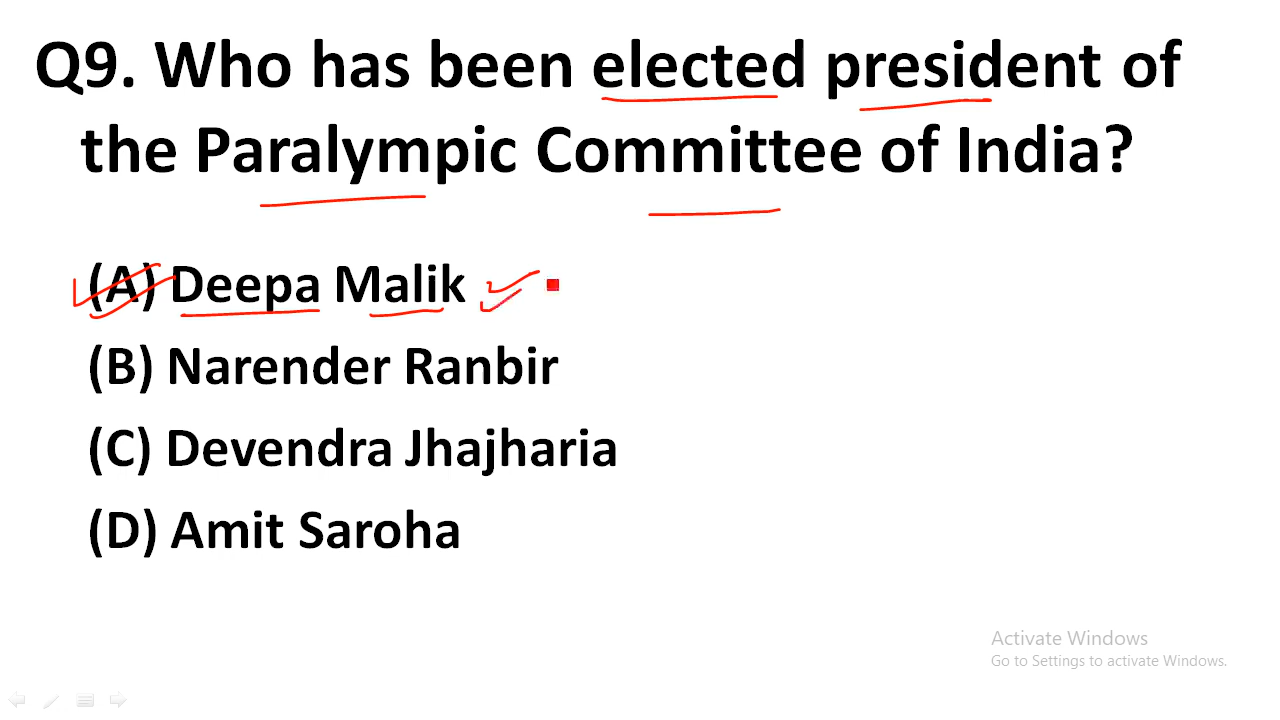 Q9. Who has been elected president of
the Paralympic Committee of India?
(A) Deepa Malik
(B) Narender Ranbir
(C) Devendra Jhajharia
(D) Amit Saroha
Activate Windows
Go to Settings to activate Windows.